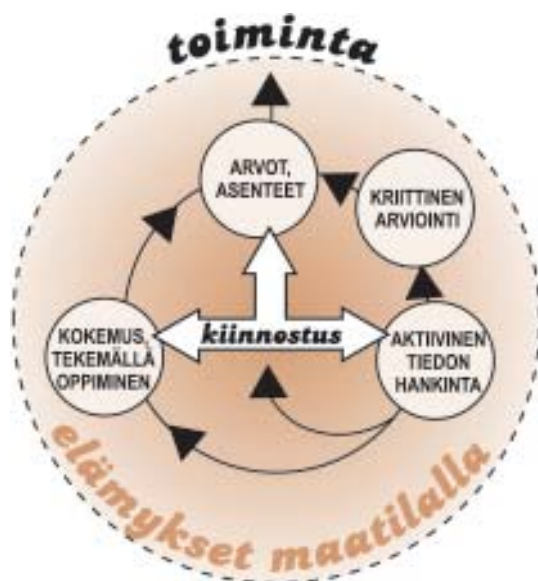 toiminta
ARVOT,
ASENTEET
KRIITTINEN
ARVIOINTI
KOKEMUS,
TEKEMÄLLÄ
OPPIMINEN
kiinnostus
AKTIIVINEN
TIEDON
HANKINTA
elämykset maatilalla